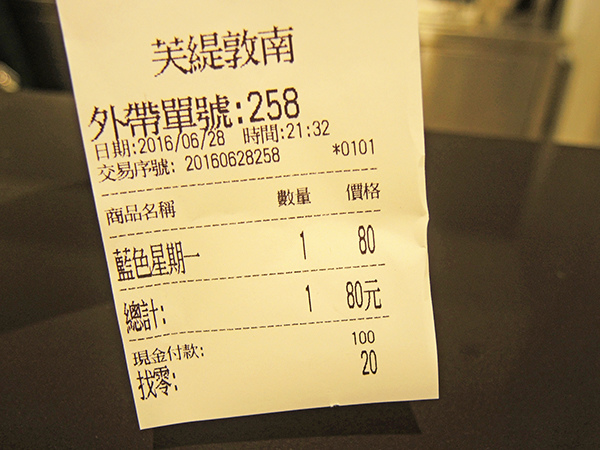 芙緹敦南
外帶單號:258
日期:2016/06/28 時間:21:32
交易序號: 20160628258 *0101
商品名稱 數量 價格
藍色星期一 1 80
總計: 1 80元
現金付款: 100
找零: 20